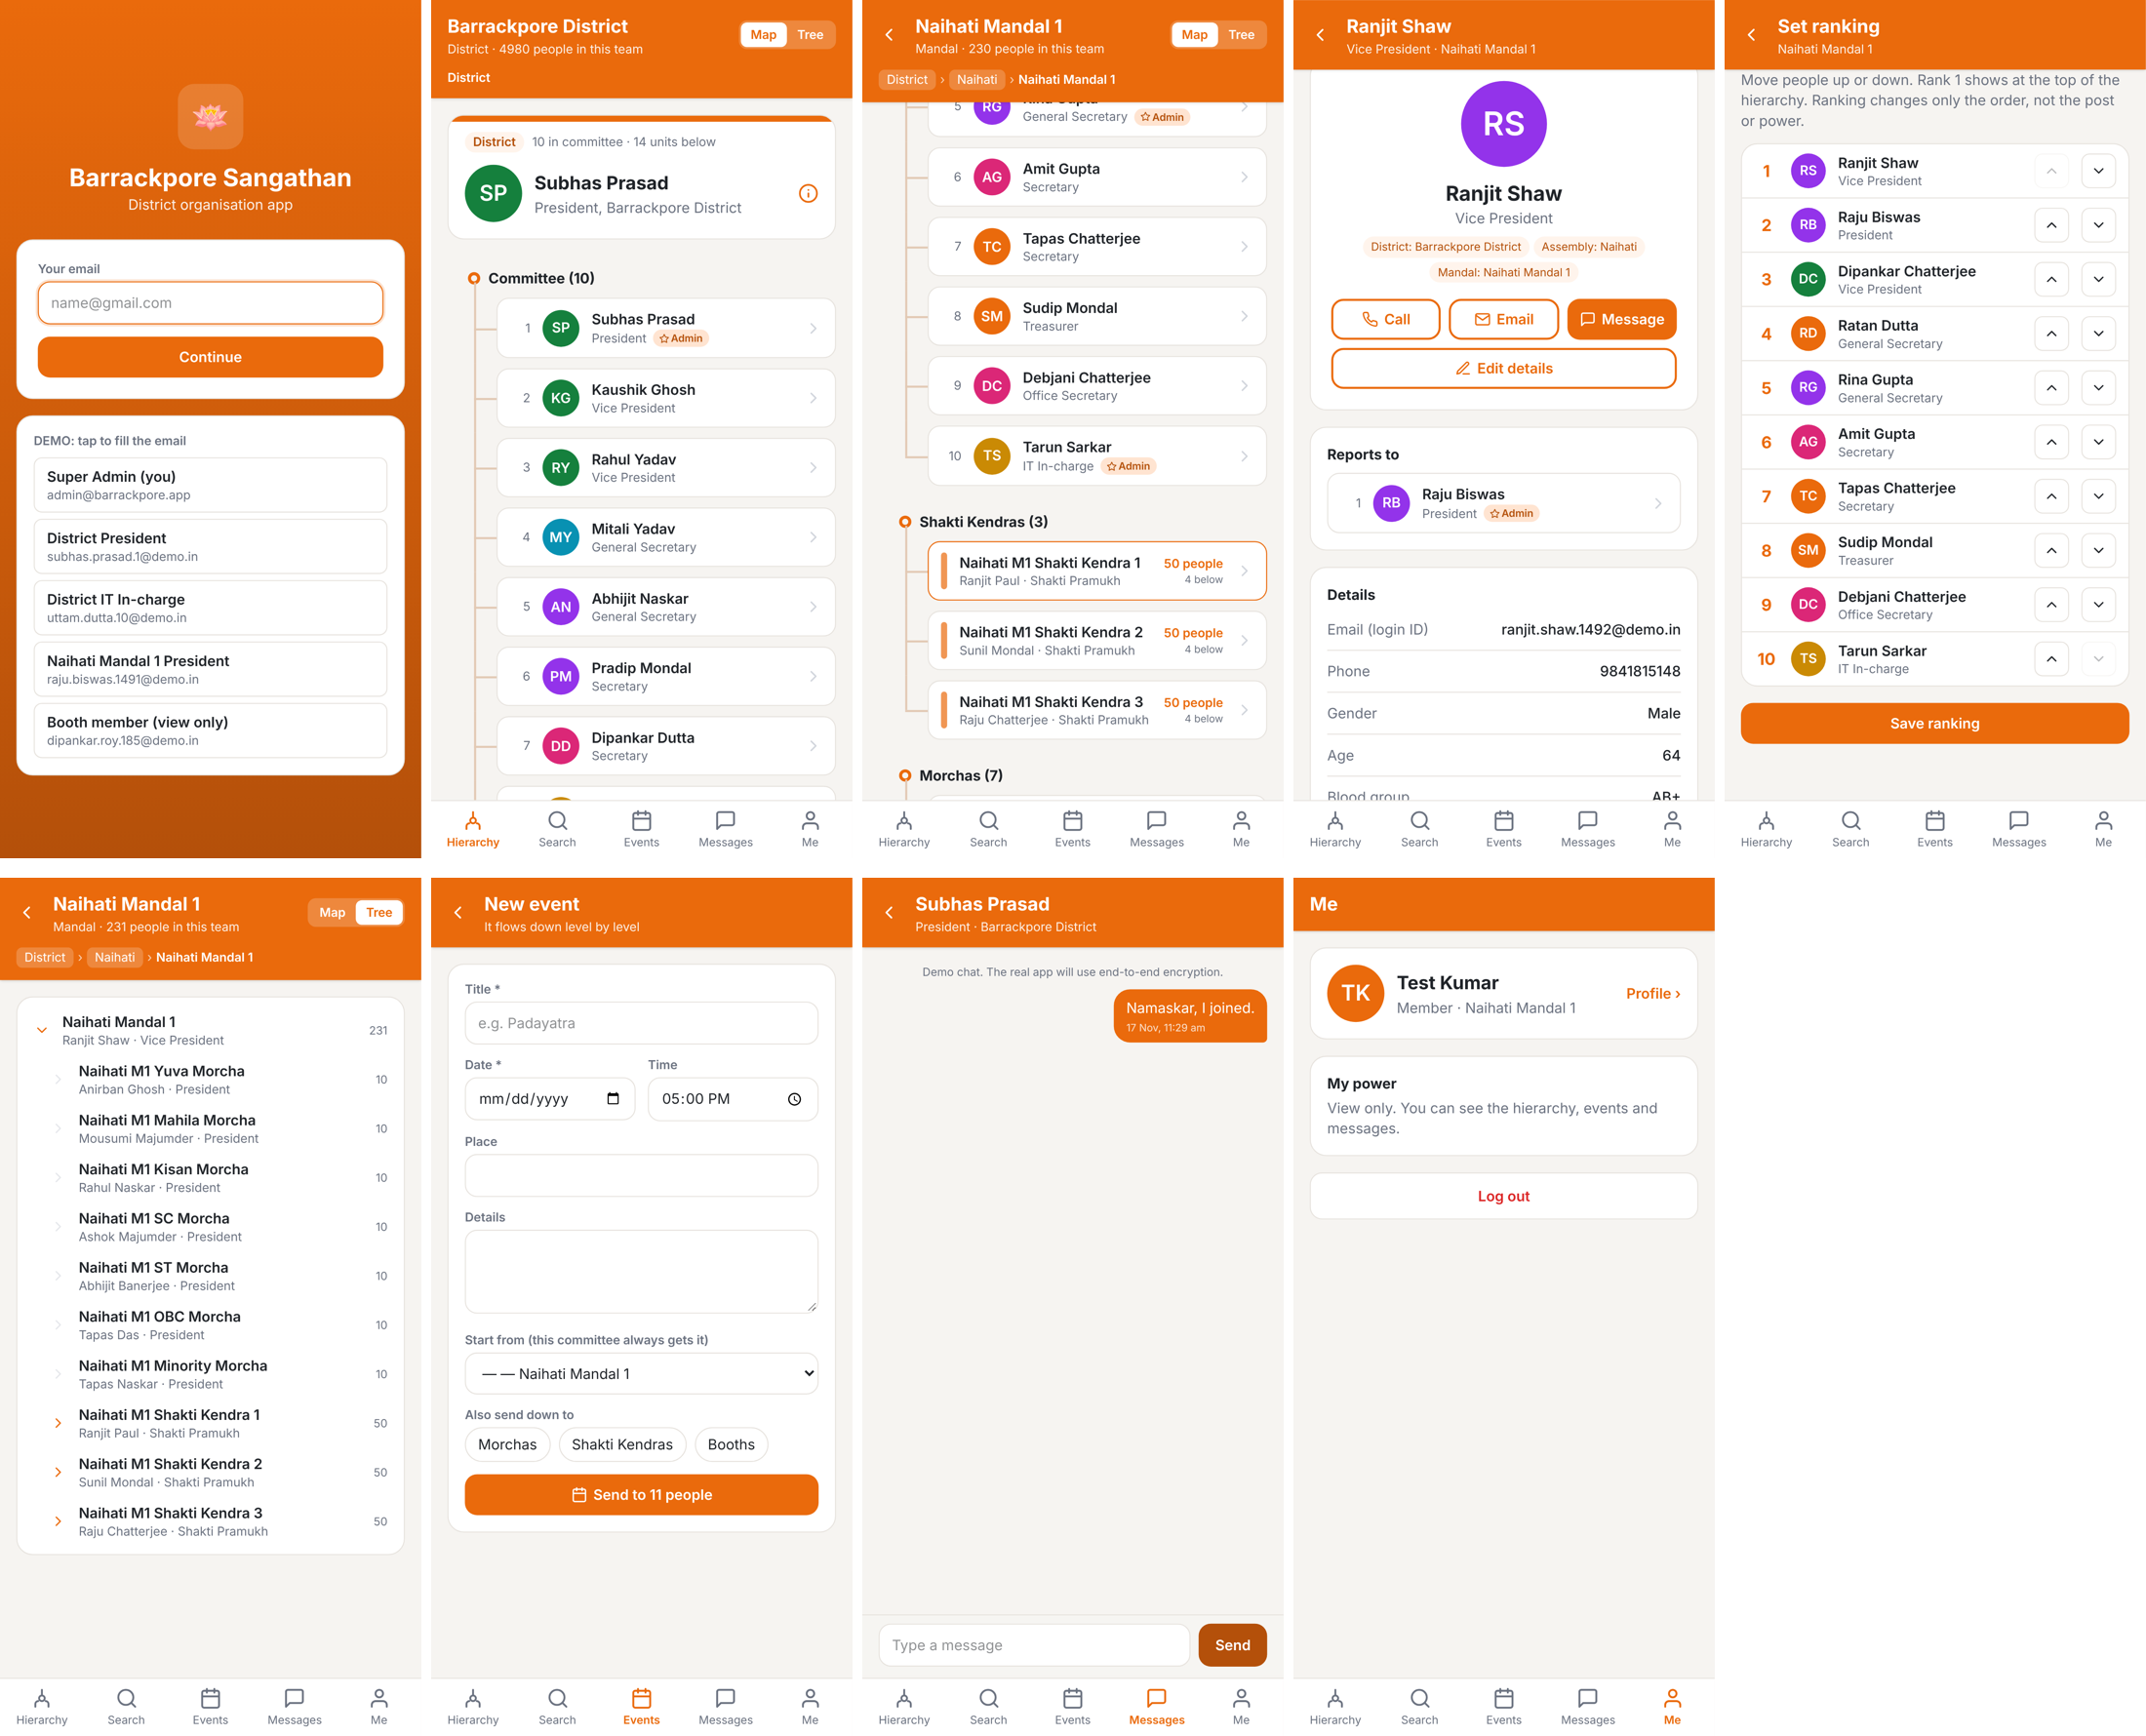 Barrackpore Sangathan
District organisation app
Your email
name@gmail.com
Continue
DEMO: tap to fill the email
Super Admin (you)
admin@barrackpore.app
District President
subhas.prasad.1@demo.in
District IT In-charge
uttam.dutta.10@demo.in
Naihati Mandal 1 President
raju.biswas.1491@demo.in
Booth member (view only)
dipankar.roy.185@demo.in
Barrackpore District
District · 4980 people in this team
Map Tree
District
District 10 in committee · 14 units below
SP
Subhas Prasad
President, Barrackpore District
Committee (10)
1 SP Subhas Prasad
President Admin
2 KG Kaushik Ghosh
Vice President
3 RY Rahul Yadav
Vice President
4 MY Mitali Yadav
General Secretary
5 AN Abhijit Naskar
General Secretary
6 PM Pradip Mondal
Secretary
7 DD Dipankar Dutta
Secretary
Hierarchy Search Events Messages Me
Naihati Mandal 1
Mandal · 230 people in this team
Map Tree
District › Naihati › Naihati Mandal 1
5 RG Rina Gupta
General Secretary Admin
6 AG Amit Gupta
Secretary
7 TC Tapas Chatterjee
Secretary
8 SM Sudip Mondal
Treasurer
9 DC Debjani Chatterjee
Office Secretary
10 TS Tarun Sarkar
IT In-charge Admin
Shakti Kendras (3)
Naihati M1 Shakti Kendra 1 50 people
Ranjit Paul · Shakti Pramukh 4 below
Naihati M1 Shakti Kendra 2 50 people
Sunil Mondal · Shakti Pramukh 4 below
Naihati M1 Shakti Kendra 3 50 people
Raju Chatterjee · Shakti Pramukh 4 below
Morchas (7)
Hierarchy Search Events Messages Me
Ranjit Shaw
Vice President · Naihati Mandal 1
RS
Ranjit Shaw
Vice President
District: Barrackpore District Assembly: Naihati
Mandal: Naihati Mandal 1
Call Email Message
Edit details
Reports to
1 RB Raju Biswas
President Admin
Details
Email (login ID) ranjit.shaw.1492@demo.in
Phone 9841815148
Gender Male
Age 64
Blood group AB+
Hierarchy Search Events Messages Me
Set ranking
Naihati Mandal 1
Move people up or down. Rank 1 shows at the top of the
hierarchy. Ranking changes only the order, not the post
or power.
1 RS Ranjit Shaw
Vice President
2 RB Raju Biswas
President
3 DC Dipankar Chatterjee
Vice President
4 RD Ratan Dutta
General Secretary
5 RG Rina Gupta
General Secretary
6 AG Amit Gupta
Secretary
7 TC Tapas Chatterjee
Secretary
8 SM Sudip Mondal
Treasurer
9 DC Debjani Chatterjee
Office Secretary
10 TS Tarun Sarkar
IT In-charge
Save ranking
Hierarchy Search Events Messages Me
Naihati Mandal 1
Mandal · 231 people in this team
Map Tree
District › Naihati › Naihati Mandal 1
Naihati Mandal 1 231
Ranjit Shaw · Vice President
Naihati M1 Yuva Morcha 10
Anirban Ghosh · President
Naihati M1 Mahila Morcha 10
Mousumi Majumder · President
Naihati M1 Kisan Morcha 10
Rahul Naskar · President
Naihati M1 SC Morcha 10
Ashok Majumder · President
Naihati M1 ST Morcha 10
Abhijit Banerjee · President
Naihati M1 OBC Morcha 10
Tapas Das · President
Naihati M1 Minority Morcha 10
Tapas Naskar · President
Naihati M1 Shakti Kendra 1 50
Ranjit Paul · Shakti Pramukh
Naihati M1 Shakti Kendra 2 50
Sunil Mondal · Shakti Pramukh
Naihati M1 Shakti Kendra 3 50
Raju Chatterjee · Shakti Pramukh
Hierarchy Search Events Messages Me
New event
It flows down level by level
Title *
e.g. Padayatra
Date * Time
mm/dd/yyyy 05:00 PM
Place
Details
Start from (this committee always gets it)
— — Naihati Mandal 1
Also send down to
Morchas Shakti Kendras Booths
Send to 11 people
Hierarchy Search Events Messages Me
Subhas Prasad
President · Barrackpore District
Demo chat. The real app will use end-to-end encryption.
Namaskar, I joined.
17 Nov, 11:29 am
Type a message Send
Hierarchy Search Events Messages Me
Me
TK Test Kumar
Member · Naihati Mandal 1
Profile ›
My power
View only. You can see the hierarchy, events and
messages.
Log out
Hierarchy Search Events Messages Me